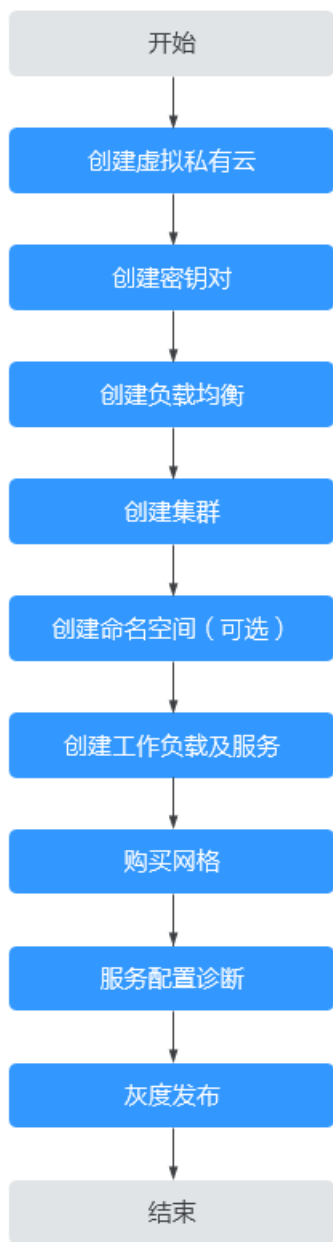 开始
创建虚拟私有云
创建密钥对
创建负载均衡
创建集群
创建命名空间（可选）
创建工作负载及服务
购买网格
服务配置诊断
灰度发布
结束